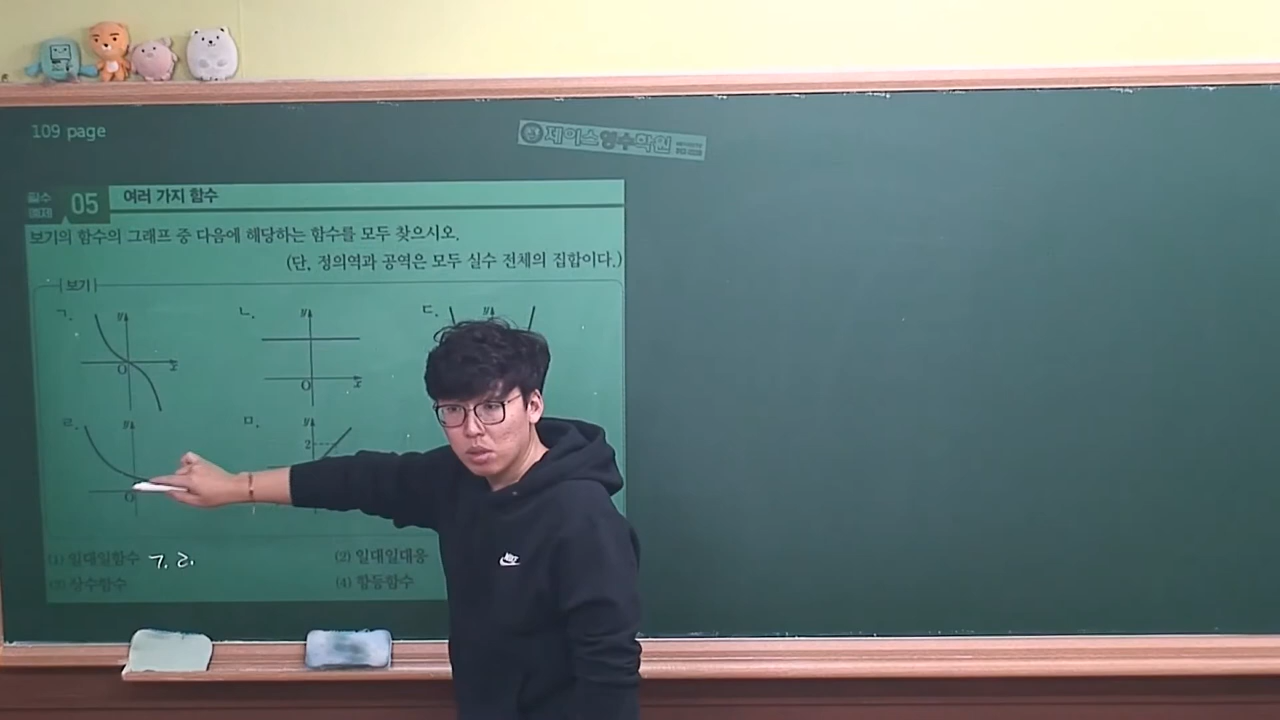 109 page
제이스영수학원
필수 예제 05 여러 가지 함수
보기의 함수의 그래프 중 다음에 해당하는 함수를 모두 찾으시오.
(단, 정의역과 공역은 모두 실수 전체의 집합이다.)
보기
ㄱ. y O x
ㄴ. y O x
ㄷ. y
ㄹ. y O
ㅁ. y 2
(1) 일대일함수 ㄱ. ㄹ.
(2) 일대일대응
(3) 상수함수
(4) 항등함수